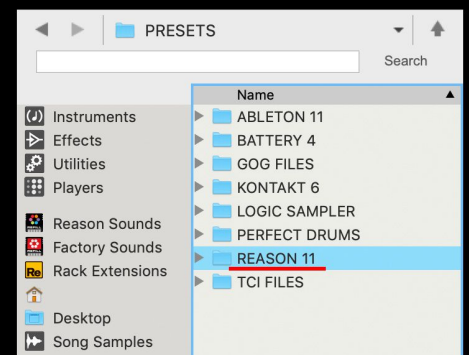 PRESETS
Search
Name
Instruments
Effects
Utilities
Players
Reason Sounds
Factory Sounds
Re Rack Extensions
Desktop
Song Samples
ABLETON 11
BATTERY 4
GOG FILES
KONTAKT 6
LOGIC SAMPLER
PERFECT DRUMS
REASON 11
TCI FILES